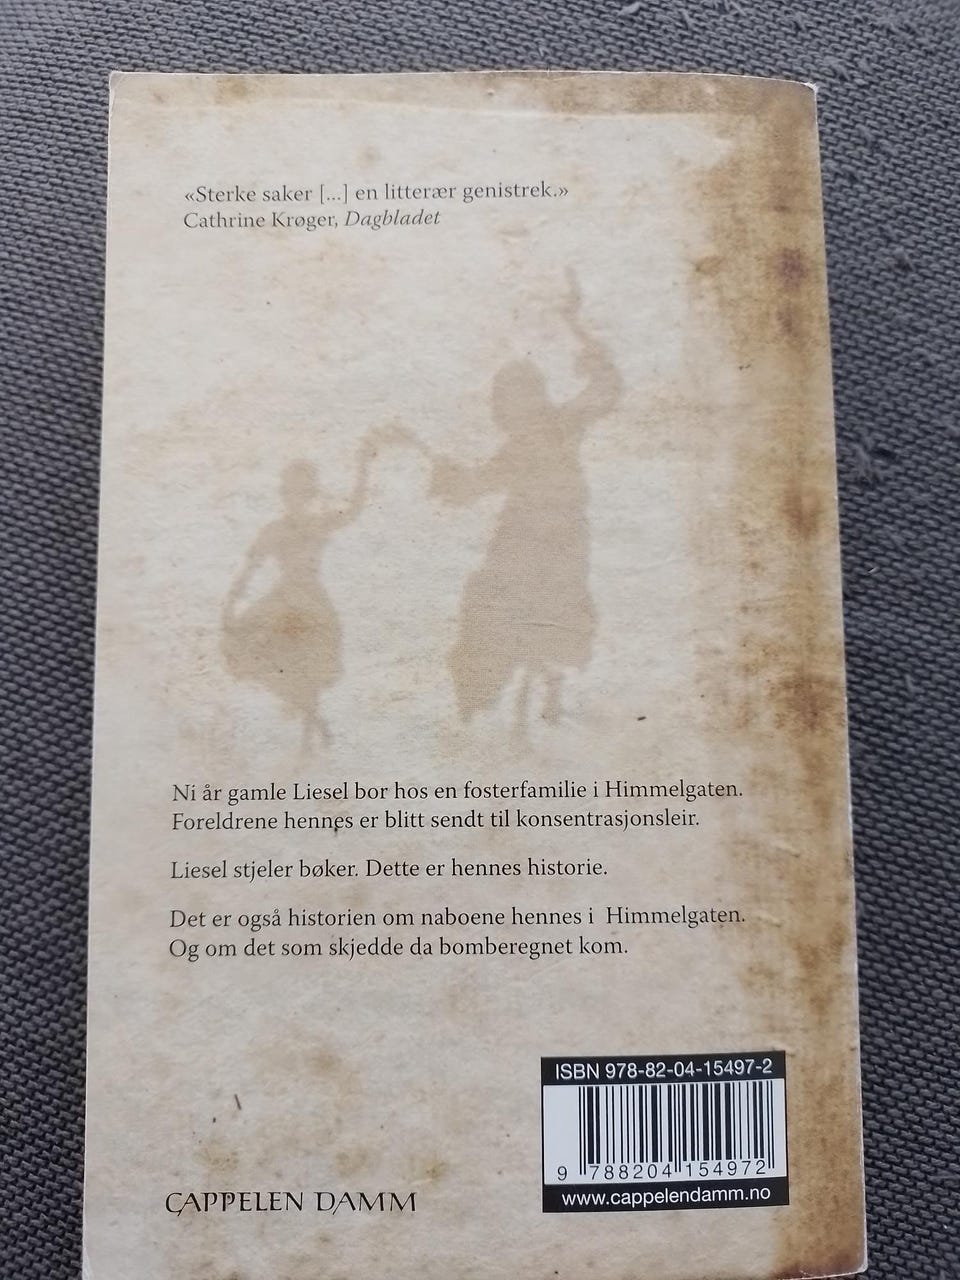 «Sterke saker [...] en litterær genistrek.»
Cathrine Krøger, Dagbladet
Ni år gamle Liesel bor hos en fosterfamilie i Himmelgaten.
Foreldrene hennes er blitt sendt til konsentrasjonsleir.
Liesel stjeler bøker. Dette er hennes historie.
Det er også historien om naboene hennes i Himmelgaten.
Og om det som skjedde da bomberegnet kom.
ISBN 978-82-04-15497-2
9 788204 154972
www.cappelendamm.no
CAPPELEN DAMM